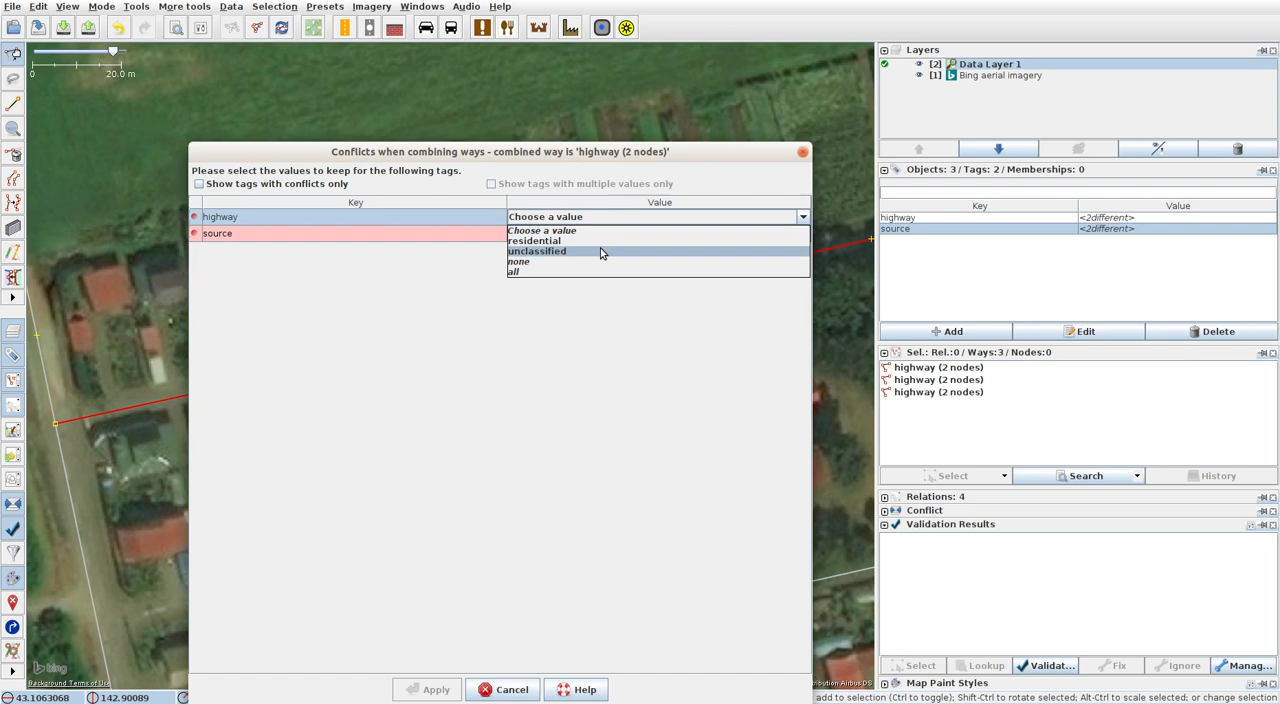 File Edit View Mode Tools More tools Data Selection Presets Imagery Windows Audio Help
0 20.0 m
Layers
[2] Data Layer 1
[1] Bing aerial imagery
Conflicts when combining ways - combined way is 'highway (2 nodes)'
Please select the values to keep for the following tags.
Show tags with conflicts only Show tags with multiple values only
Key Value
highway Choose a value
source
Choose a value
residential
unclassified
none
all
Apply Cancel Help
Objects: 3 / Tags: 2 / Memberships: 0
Key Value
highway <2different>
source <2different>
Add Edit Delete
Sel.: Rel.:0 / Ways:3 / Nodes:0
highway (2 nodes)
highway (2 nodes)
highway (2 nodes)
Select Search History
Relations: 4
Conflict
Validation Results
Select Lookup Validat... Fix Ignore Manag...
Map Paint Styles
bing
Background Terms of Use
43.1063068 142.90089
add to selection (Ctrl to toggle); Shift-Ctrl to rotate selected; Alt-Ctrl to scale selected; or change selection